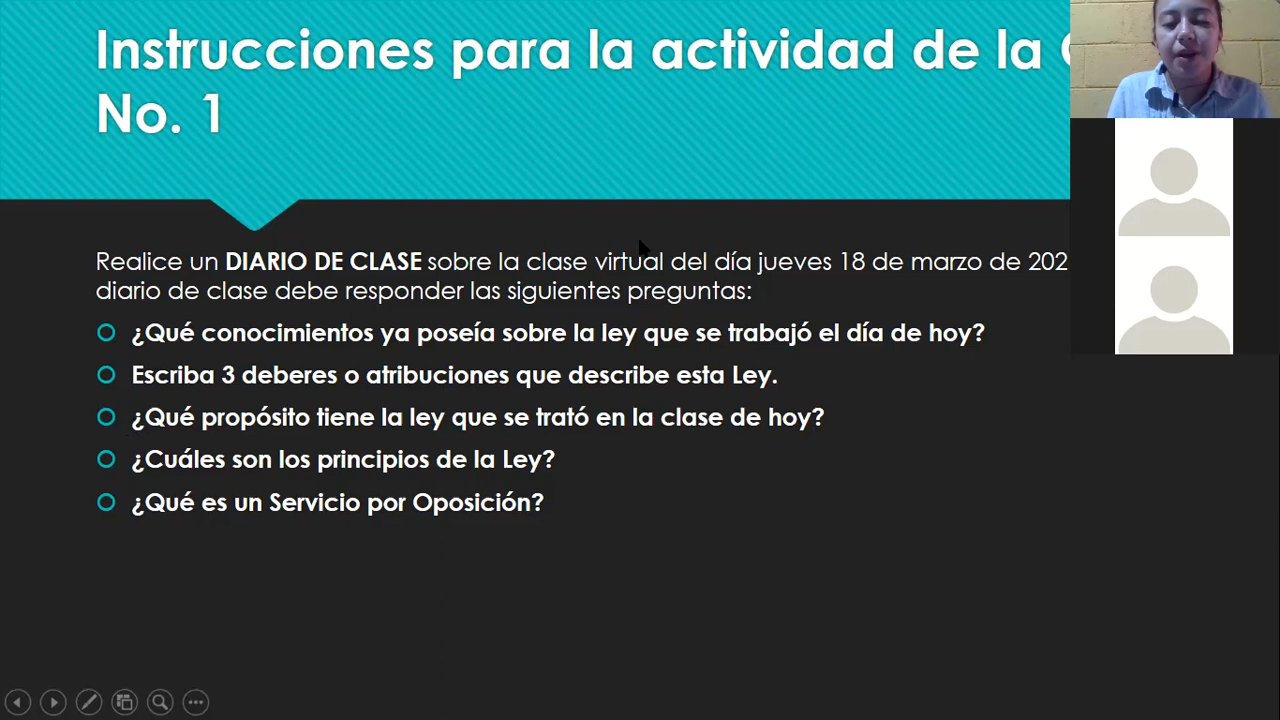 Instrucciones para la actividad de la
No. 1
Realice un DIARIO DE CLASE sobre la clase virtual del día jueves 18 de marzo de 202
diario de clase debe responder las siguientes preguntas:
¿Qué conocimientos ya poseía sobre la ley que se trabajó el día de hoy?
Escriba 3 deberes o atribuciones que describe esta Ley.
¿Qué propósito tiene la ley que se trató en la clase de hoy?
¿Cuáles son los principios de la Ley?
¿Qué es un Servicio por Oposición?